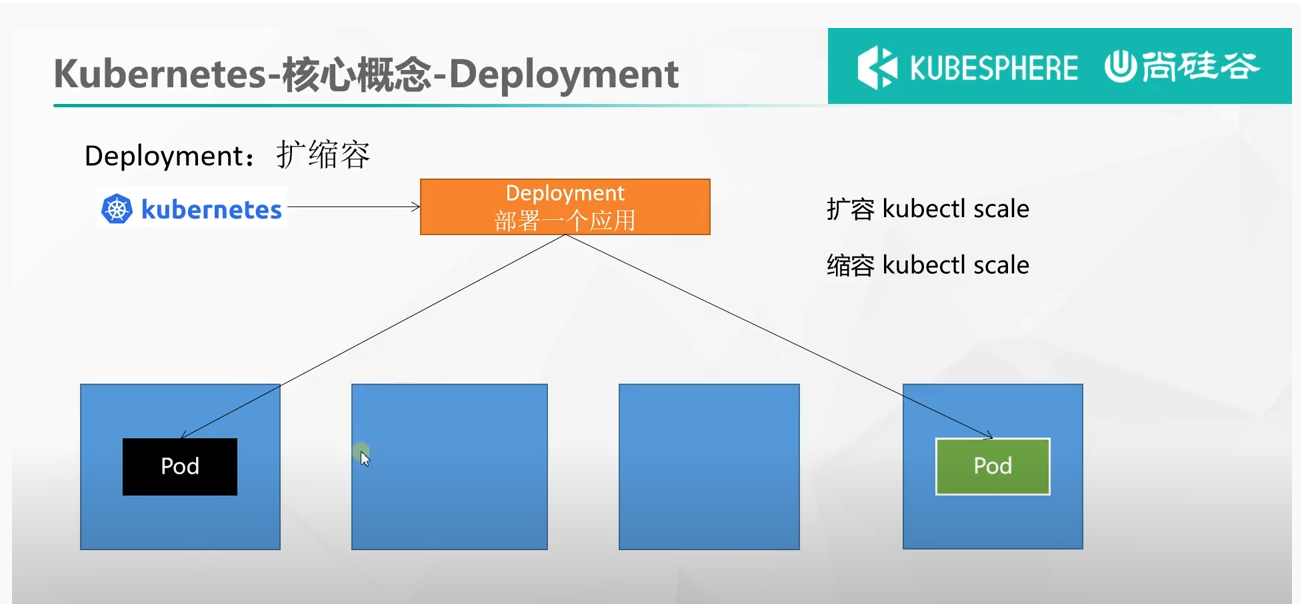 Kubernetes-核心概念-Deployment
KUBESPHERE 尚硅谷
Deployment：扩缩容
kubernetes
Deployment
部署一个应用
扩容 kubectl scale
缩容 kubectl scale
Pod
Pod